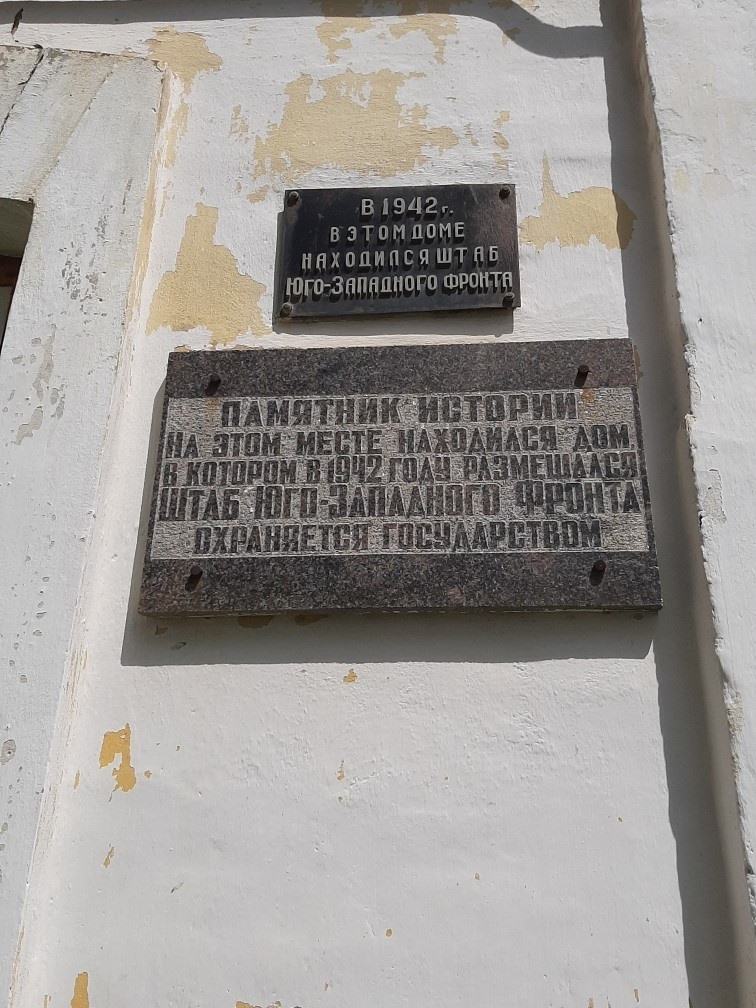 В 1942 г.
В ЭТОМ ДОМЕ
НАХОДИЛСЯ ШТАБ
ЮГО-ЗАПАДНОГО ФРОНТА
ПАМЯТНИК ИСТОРИИ
НА ЭТОМ МЕСТЕ НАХОДИЛСЯ ДОМ
В КОТОРОМ В 1942 ГОДУ РАЗМЕЩАЛСЯ
ШТАБ ЮГО-ЗАПАДНОГО ФРОНТА
ОХРАНЯЕТСЯ ГОСУДАРСТВОМ